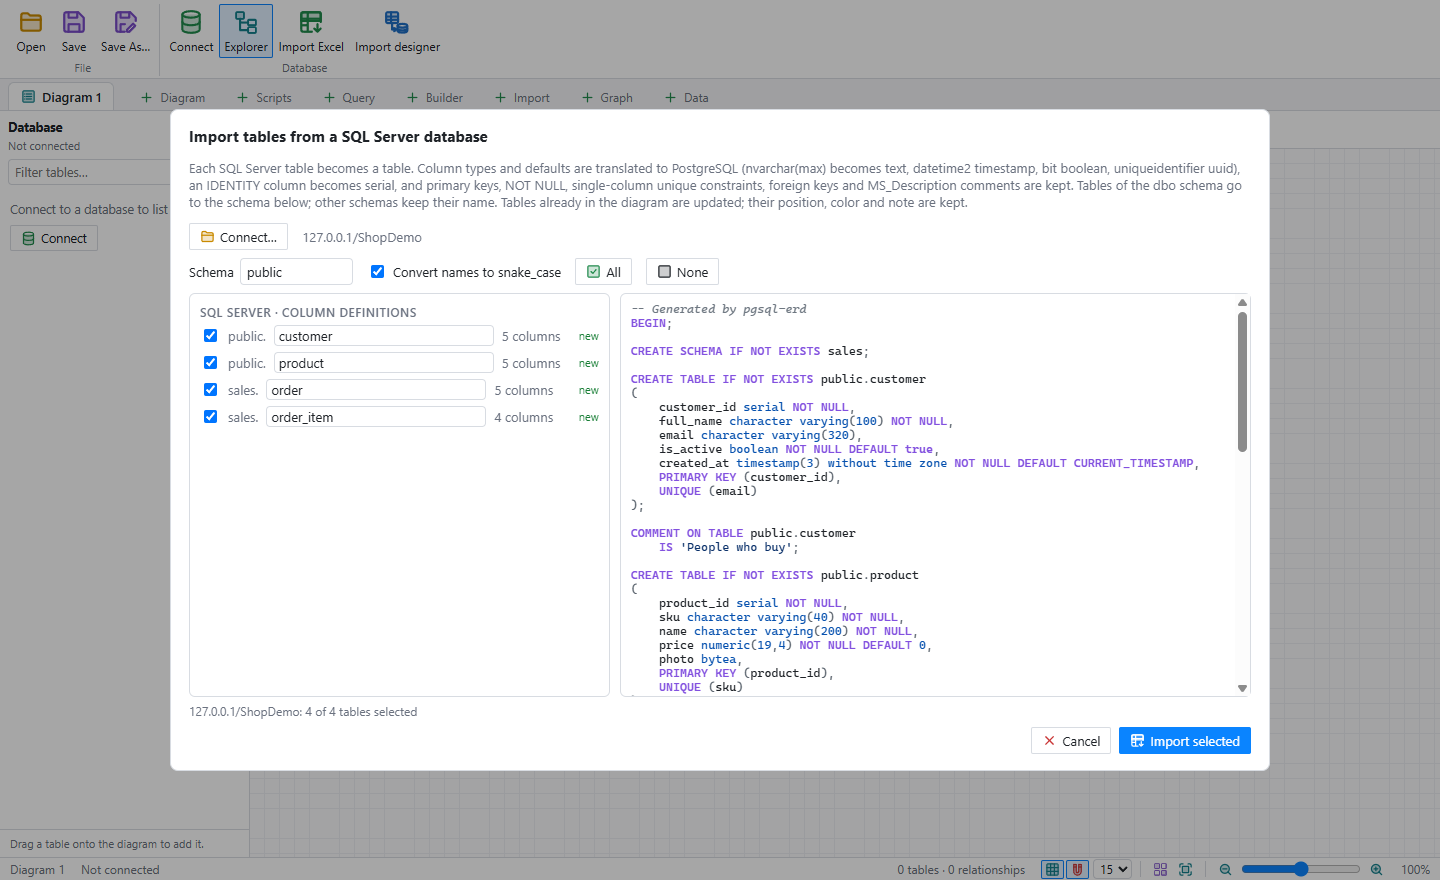 Open
Save
Save As...
Connect
Explorer
Import Excel
Import designer
File
Database
Diagram 1
Diagram
Scripts
Query
Builder
Import
Graph
Data
Database
Not connected
Filter tables...
Connect to a database to list
Connect
Import tables from a SQL Server database
Each SQL Server table becomes a table. Column types and defaults are translated to PostgreSQL (nvarchar(max) becomes text, datetime2 timestamp, bit boolean, uniqueidentifier uuid),
an IDENTITY column becomes serial, and primary keys, NOT NULL, single-column unique constraints, foreign keys and MS_Description comments are kept. Tables of the dbo schema go
to the schema below; other schemas keep their name. Tables already in the diagram are updated; their position, color and note are kept.
Connect... 127.0.0.1/ShopDemo
Schema public Convert names to snake_case All None
SQL SERVER · COLUMN DEFINITIONS
public. customer 5 columns new
public. product 5 columns new
sales. order 5 columns new
sales. order_item 4 columns new
-- Generated by pgsql-erd
BEGIN;
CREATE SCHEMA IF NOT EXISTS sales;
CREATE TABLE IF NOT EXISTS public.customer
(
customer_id serial NOT NULL,
full_name character varying(100) NOT NULL,
email character varying(320),
is_active boolean NOT NULL DEFAULT true,
created_at timestamp(3) without time zone NOT NULL DEFAULT CURRENT_TIMESTAMP,
PRIMARY KEY (customer_id),
UNIQUE (email)
);
COMMENT ON TABLE public.customer
IS 'People who buy';
CREATE TABLE IF NOT EXISTS public.product
(
product_id serial NOT NULL,
sku character varying(40) NOT NULL,
name character varying(200) NOT NULL,
price numeric(19,4) NOT NULL DEFAULT 0,
photo bytea,
PRIMARY KEY (product_id),
UNIQUE (sku)
127.0.0.1/ShopDemo: 4 of 4 tables selected
Cancel
Import selected
Drag a table onto the diagram to add it.
Diagram 1 Not connected
0 tables · 0 relationships
15
100%